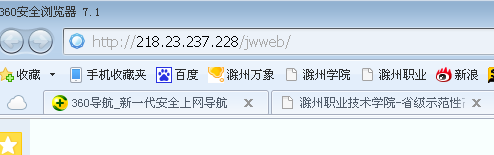 360安全浏览器 7.1
http://218.23.237.228/jwweb/
收藏 手机收藏夹 百度 滁州万象 滁州学院 滁州职业 新浪
360导航_新一代安全上网导航 滁州职业技术学院-省级示范性